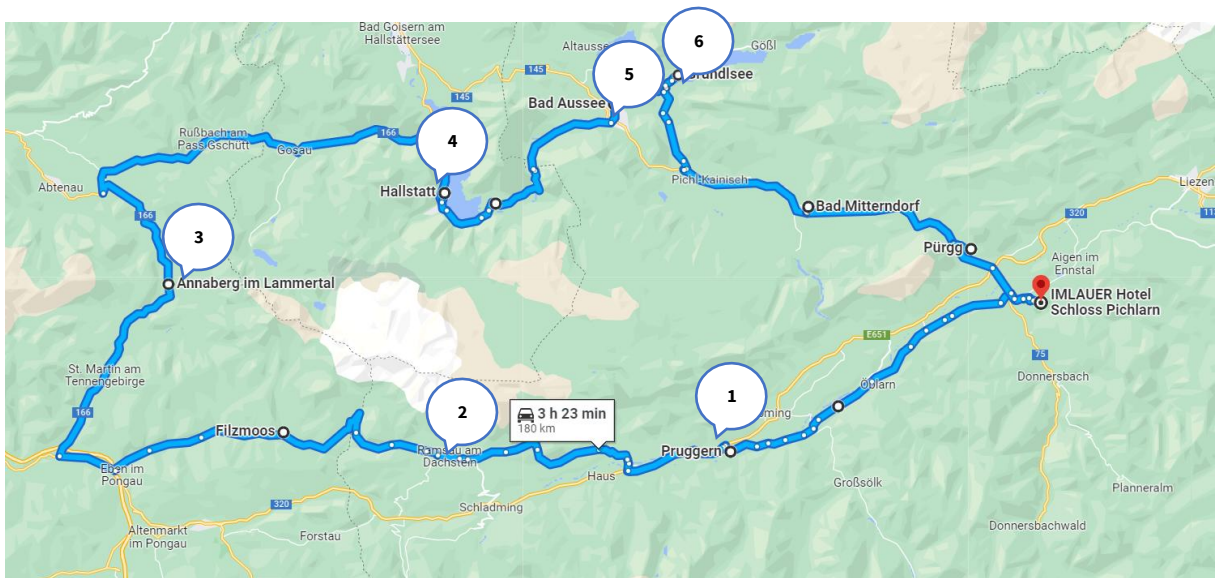 Bad Goisern am
Hallstättersee
Altausse
6
Gößl
145
5
Grundlsee
145
Bad Aussee
Rußbach am
Pass Gschütt
166
Gosau
4
Abtenau
Hallstatt
Pichl-Kainisch
Liezen
166
Bad Mitterndorf
320
3
Pürgg
Aigen im
Ennstal
Annaberg im Lammertal
IMLAUER Hotel
Schloss Pichlarn
E651
75
St. Martin am
Tennengebirge
Donnersbach
Öblarn
1
2
3 h 23 min
180 km
166
Filzmoos
Ramsau am
Dachstein
Pruggern
Eben im
Pongau
Haus
Großsölk
Planneralm
320
Schladming
Altenmarkt
im Pongau
Forstau
Donnersbachwald